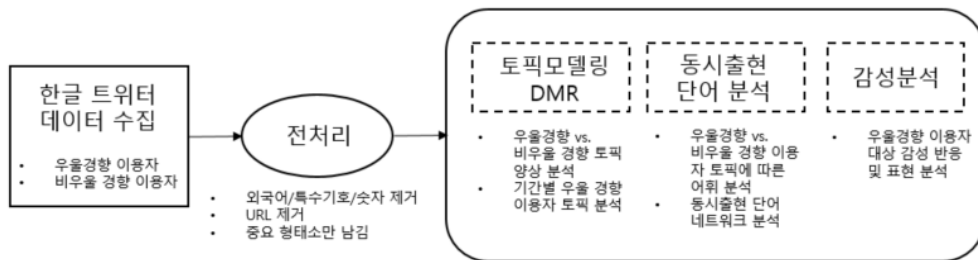 한글 트위터
데이터 수집
• 우울경향 이용자
• 비우울 경향 이용자
전처리
• 외국어/특수기호/숫자 제거
• URL 제거
• 중요 형태소만 남김
토픽모델링
DMR
• 우울경향 vs.
비우울 경향 토픽
양상 분석
• 기간별 우울 경향
이용자 토픽 분석
동시출현
단어 분석
• 우울경향 vs.
비우울 경향 이용
자 토픽에 따른
어휘 분석
• 동시출현 단어
네트워크 분석
감성분석
• 우울경향 이용자
대상 감성 반응
및 표현 분석